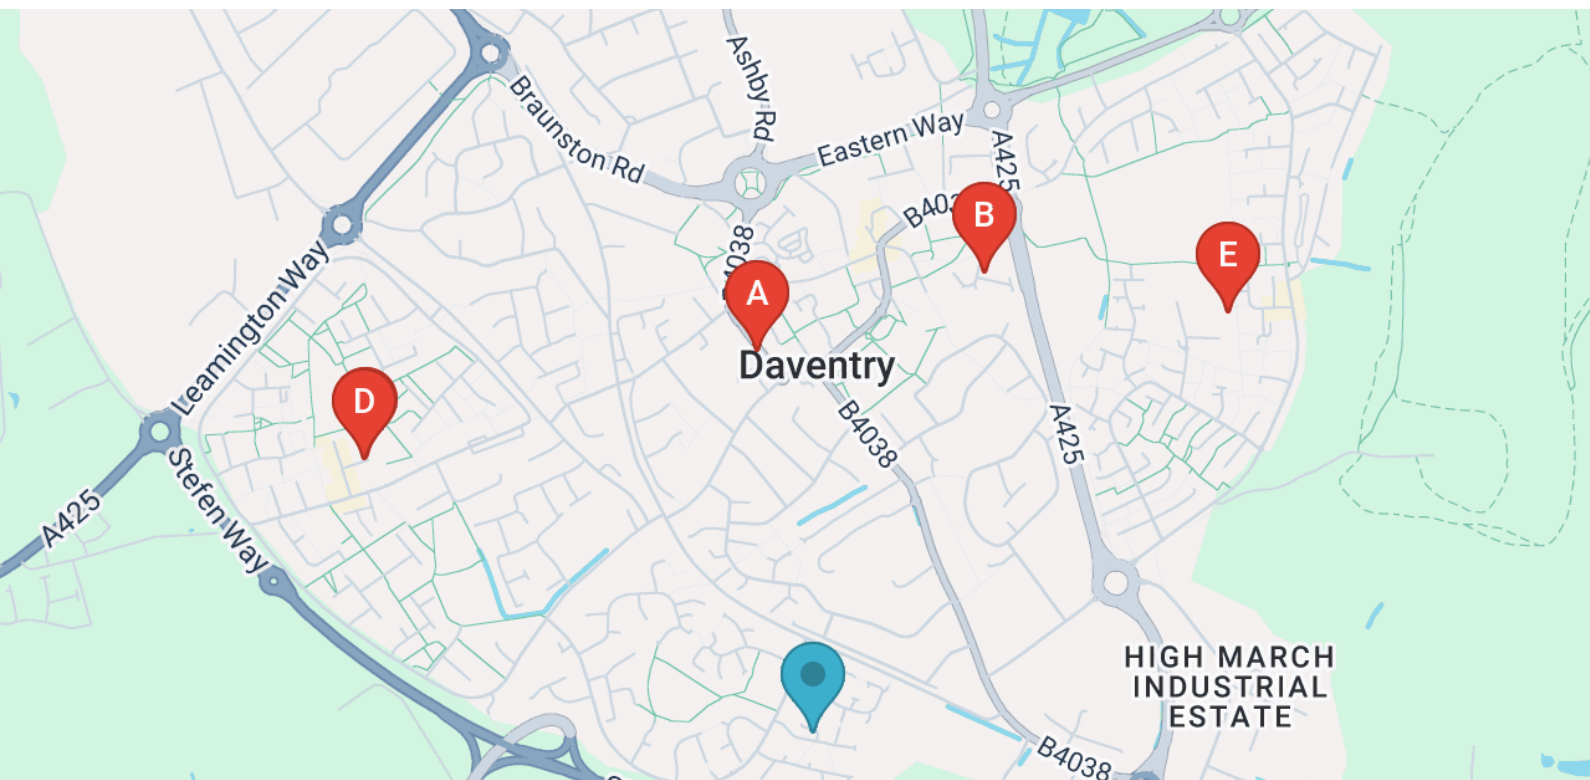 Ashby Rd
Braunston Rd
Eastern Way
A425
B403
B
B4038
E
A
Leamington Way
Daventry
D
B4038
A425
Stefen Way
A425
HIGH MARCH
INDUSTRIAL
ESTATE
B4038